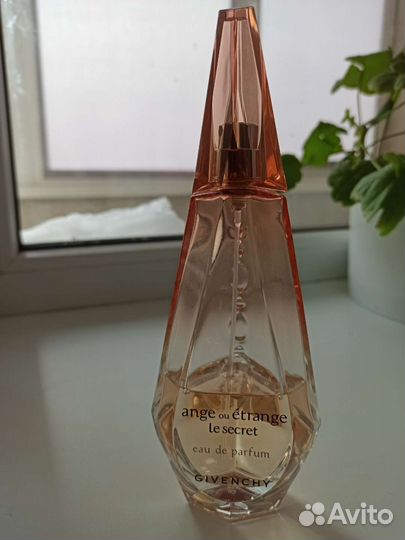 ange ou étrange
le secret
eau de parfum
GIVENCHY
Avito